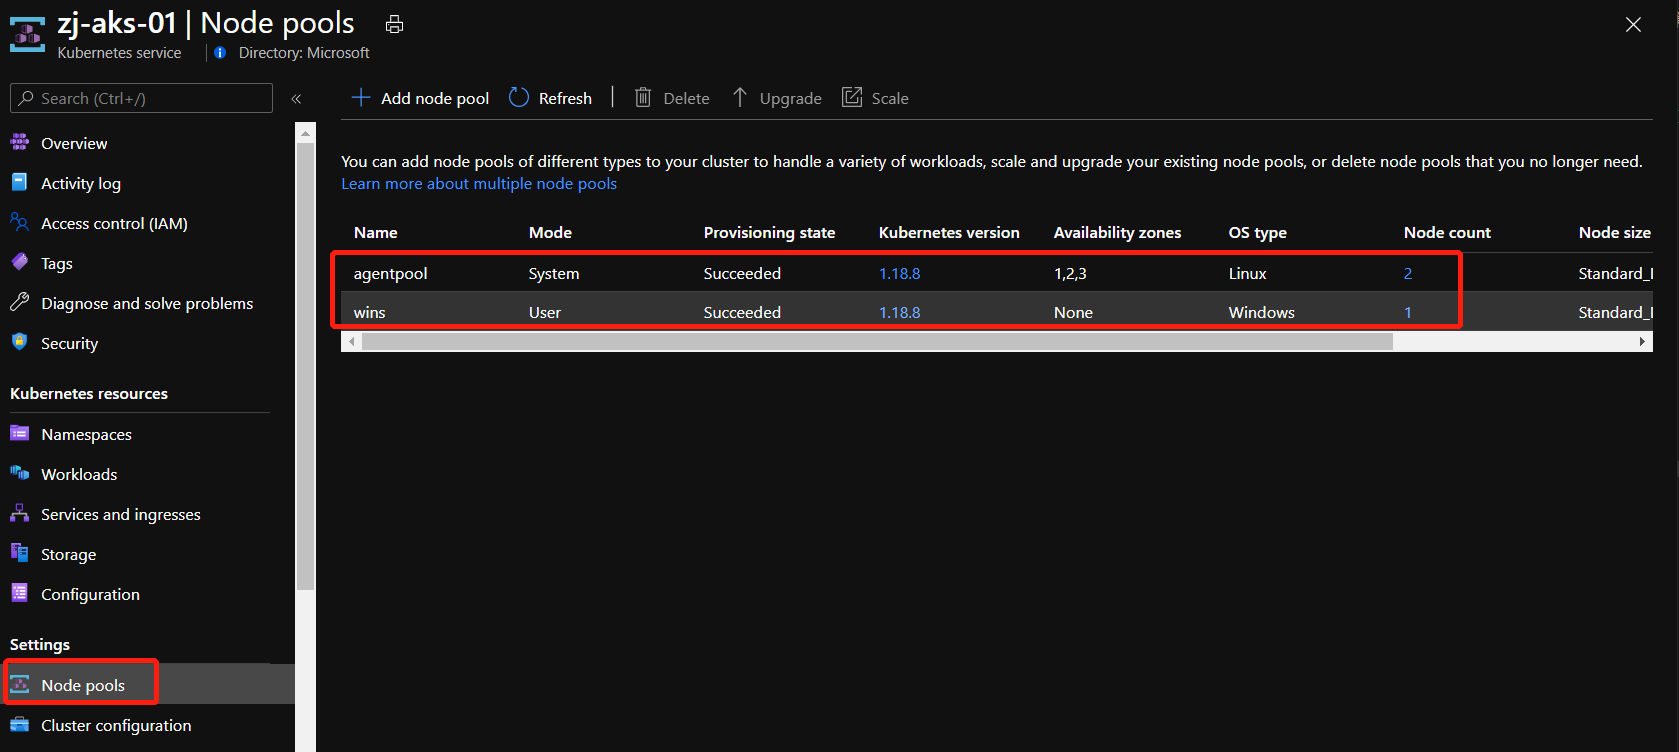 zj-aks-01 | Node pools
Kubernetes service
Directory: Microsoft
Search (Ctrl+/)
«
Add node pool
Refresh
Delete
Upgrade
Scale
Overview
Activity log
Access control (IAM)
Tags
Diagnose and solve problems
Security
Kubernetes resources
Namespaces
Workloads
Services and ingresses
Storage
Configuration
Settings
Node pools
Cluster configuration
You can add node pools of different types to your cluster to handle a variety of workloads, scale and upgrade your existing node pools, or delete node pools that you no longer need.
Learn more about multiple node pools
Name Mode Provisioning state Kubernetes version Availability zones OS type Node count Node size
agentpool System Succeeded 1.18.8 1,2,3 Linux 2 Standard_
wins User Succeeded 1.18.8 None Windows 1 Standard_